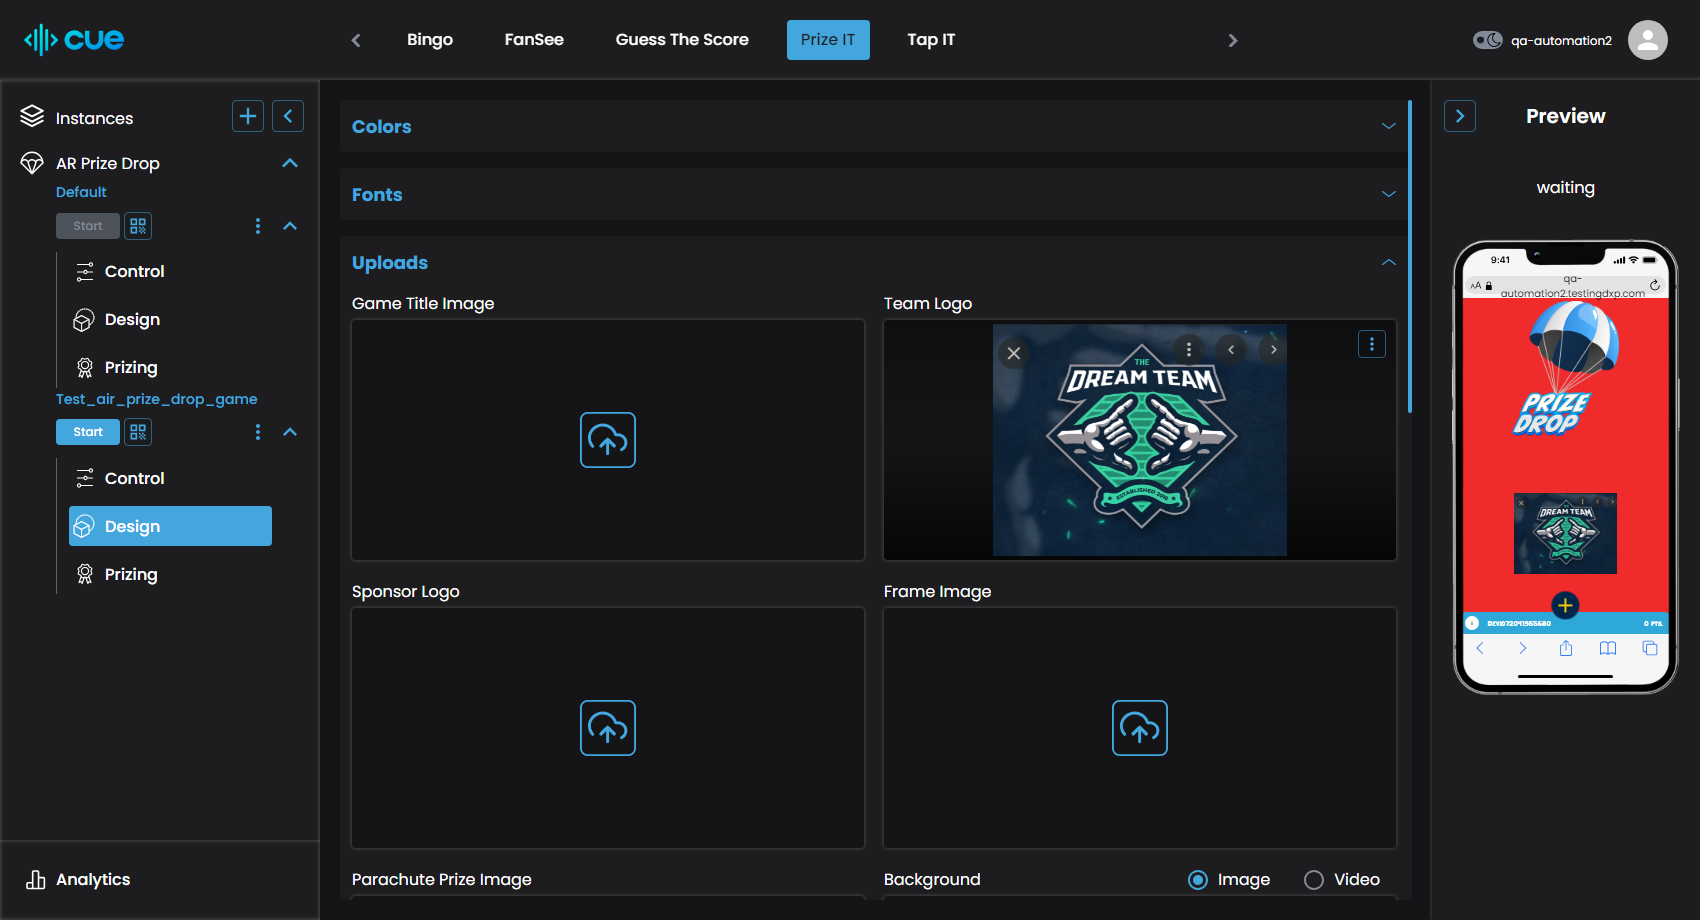 cue
Bingo
FanSee
Guess The Score
Prize IT
Tap IT
qa-automation2
Instances
AR Prize Drop
Default
Start
Control
Design
Prizing
Test_air_prize_drop_game
Start
Control
Design
Prizing
Analytics
Colors
Fonts
Uploads
Game Title Image
Team Logo
THE
DREAM TEAM
ESTABLISHED 2019
Sponsor Logo
Frame Image
Parachute Prize Image
Background
Image
Video
Preview
waiting
9:41
AA
qa-
automation2.testingdxp.com
PRIZE
DROP
DREAM TEAM
0 PTS.